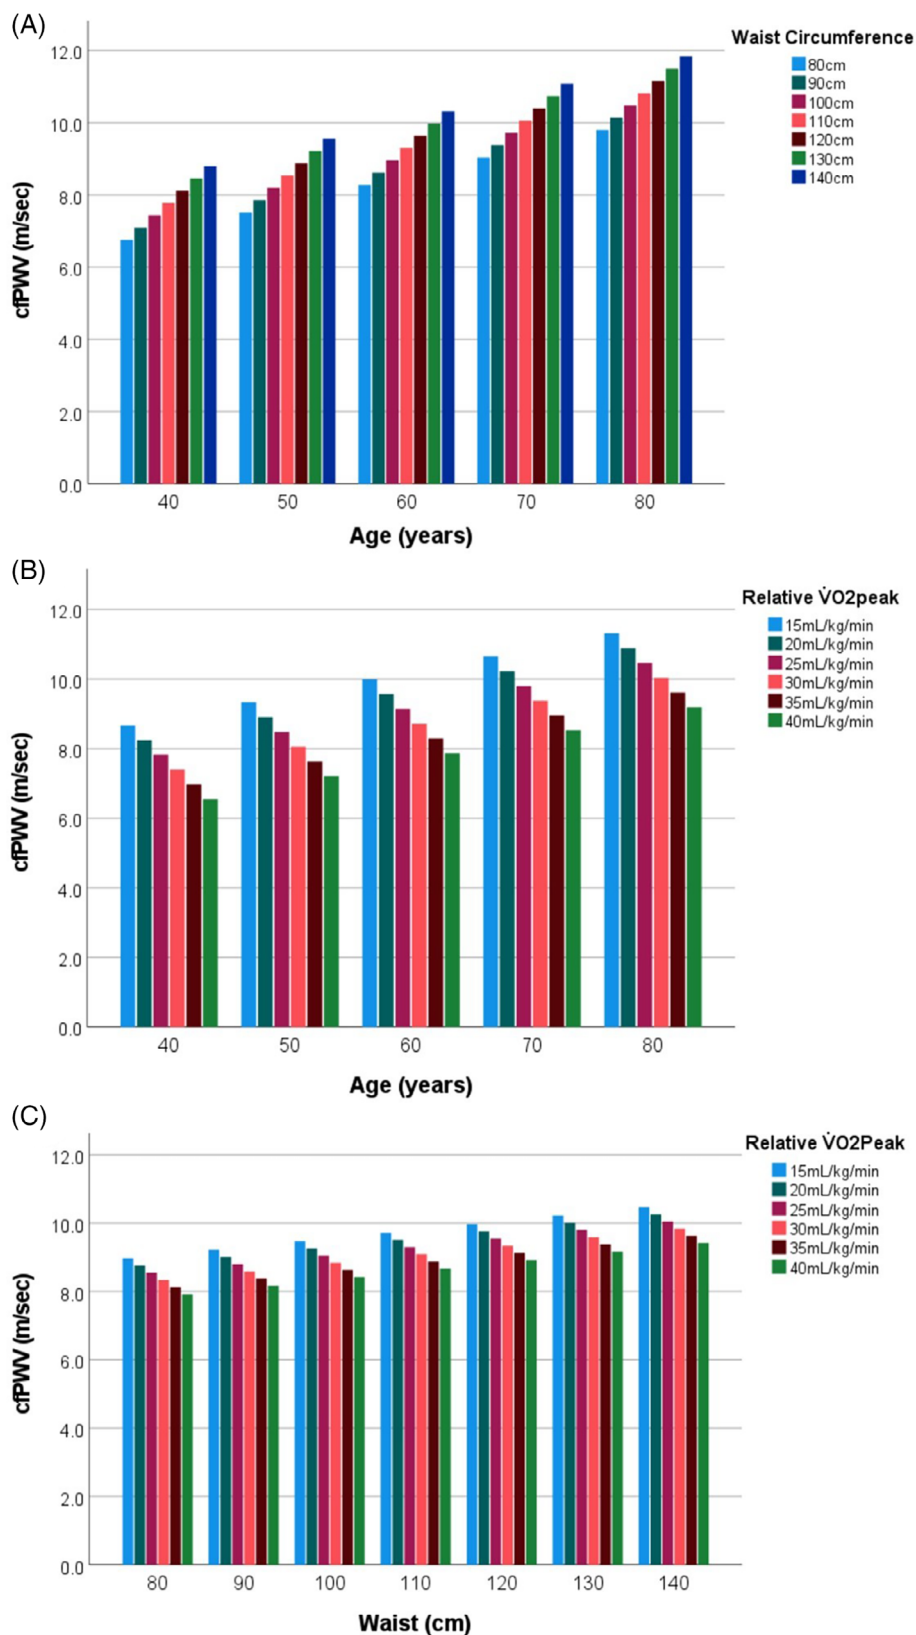 (A)
Waist Circumference
80cm
90cm
100cm
110cm
120cm
130cm
140cm
cfPWV (m/sec)
12.0
10.0
8.0
6.0
4.0
2.0
0.0
40 50 60 70 80
Age (years)
(B)
Relative V̇O2peak
15mL/kg/min
20mL/kg/min
25mL/kg/min
30mL/kg/min
35mL/kg/min
40mL/kg/min
cfPWV (m/sec)
12.0
10.0
8.0
6.0
4.0
2.0
0.0
40 50 60 70 80
Age (years)
(C)
Relative V̇O2Peak
15mL/kg/min
20mL/kg/min
25mL/kg/min
30mL/kg/min
35mL/kg/min
40mL/kg/min
cfPWV (m/sec)
12.0
10.0
8.0
6.0
4.0
2.0
0.0
80 90 100 110 120 130 140
Waist (cm)